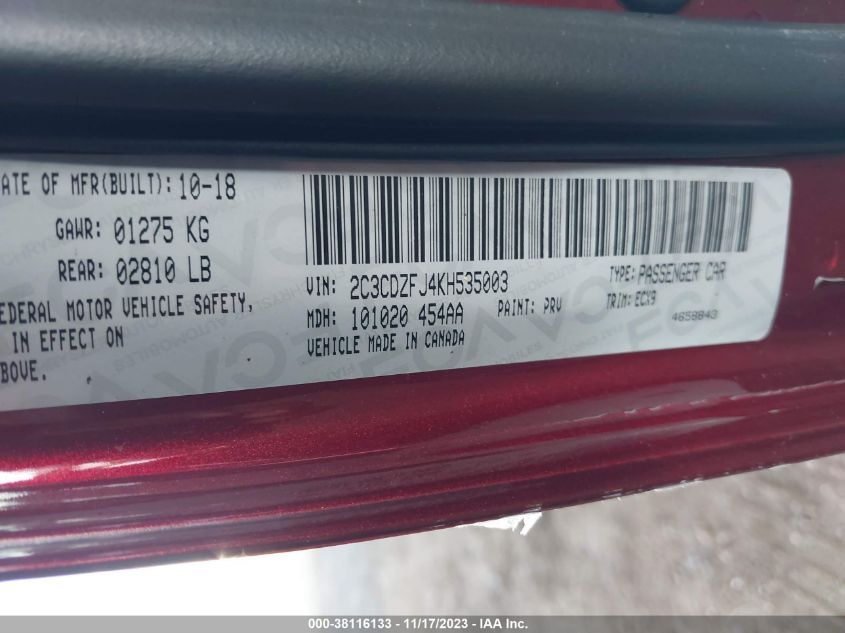 ATE OF MFR(BUILT): 10-18
GAWR: 01275 KG
REAR: 02810 LB
EDERAL MOTOR VEHICLE SAFETY,
IN EFFECT ON
BOVE.
VIN: 2C3CDZFJ4KH535003
TYPE: PASSENGER CAR
MDH: 101020 454AA
PAINT: PRV
TRIM: ECX9
VEHICLE MADE IN CANADA
4658843
000-38116133 - 11/17/2023 - IAA Inc.